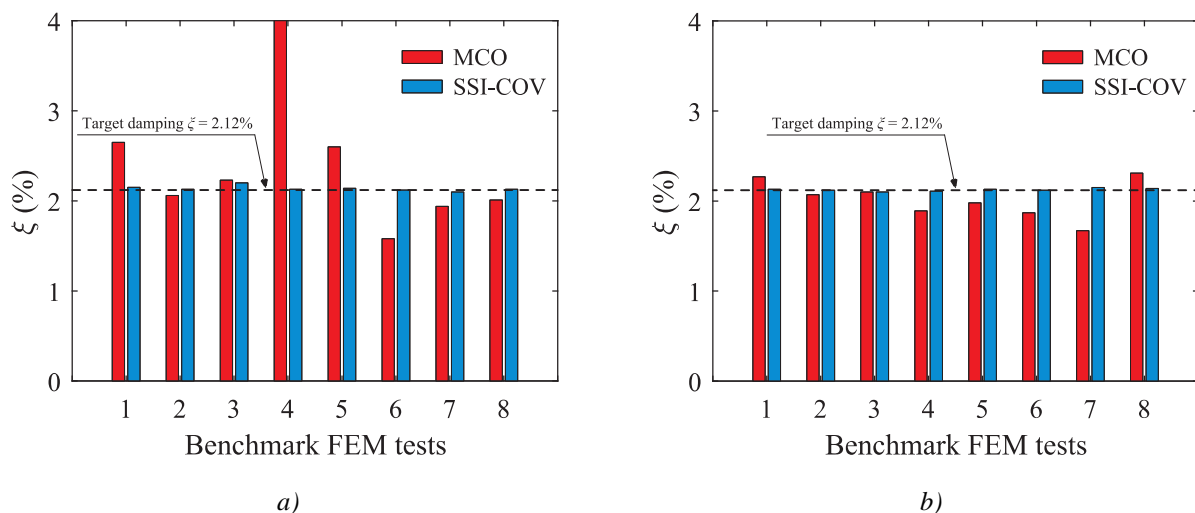 4
3
2
1
0
ξ (%)
MCO
SSI-COV
Target damping ξ = 2.12%
1 2 3 4 5 6 7 8
Benchmark FEM tests
a)
4
3
2
1
0
ξ (%)
MCO
SSI-COV
Target damping ξ = 2.12%
1 2 3 4 5 6 7 8
Benchmark FEM tests
b)